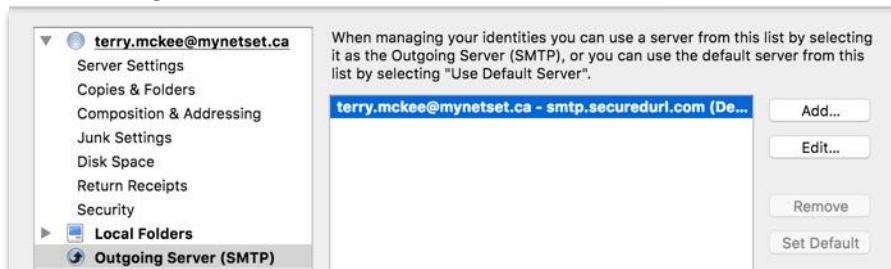 terry.mckee@mynetset.ca
Server Settings
Copies & Folders
Composition & Addressing
Junk Settings
Disk Space
Return Receipts
Security
Local Folders
Outgoing Server (SMTP)
When managing your identities you can use a server from this list by selecting
it as the Outgoing Server (SMTP), or you can use the default server from this
list by selecting "Use Default Server".
terry.mckee@mynetset.ca - smtp.securedurl.com (De...
Add...
Edit...
Remove
Set Default